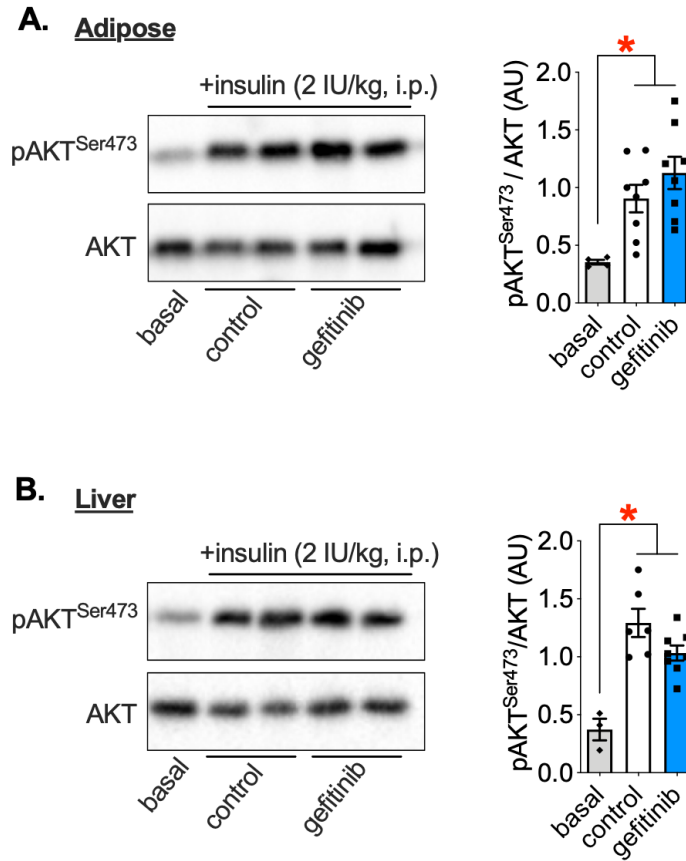 A. Adipose
+insulin (2 IU/kg, i.p.)
pAKTSer473
AKT
basal
control
gefitinib
*
pAKTSer473 / AKT (AU)
2.0
1.5
1.0
0.5
0.0
basal
control
gefitinib
B. Liver
+insulin (2 IU/kg, i.p.)
pAKTSer473
AKT
basal
control
gefitinib
*
pAKTSer473/AKT (AU)
2.0
1.5
1.0
0.5
0.0
basal
control
gefitinib